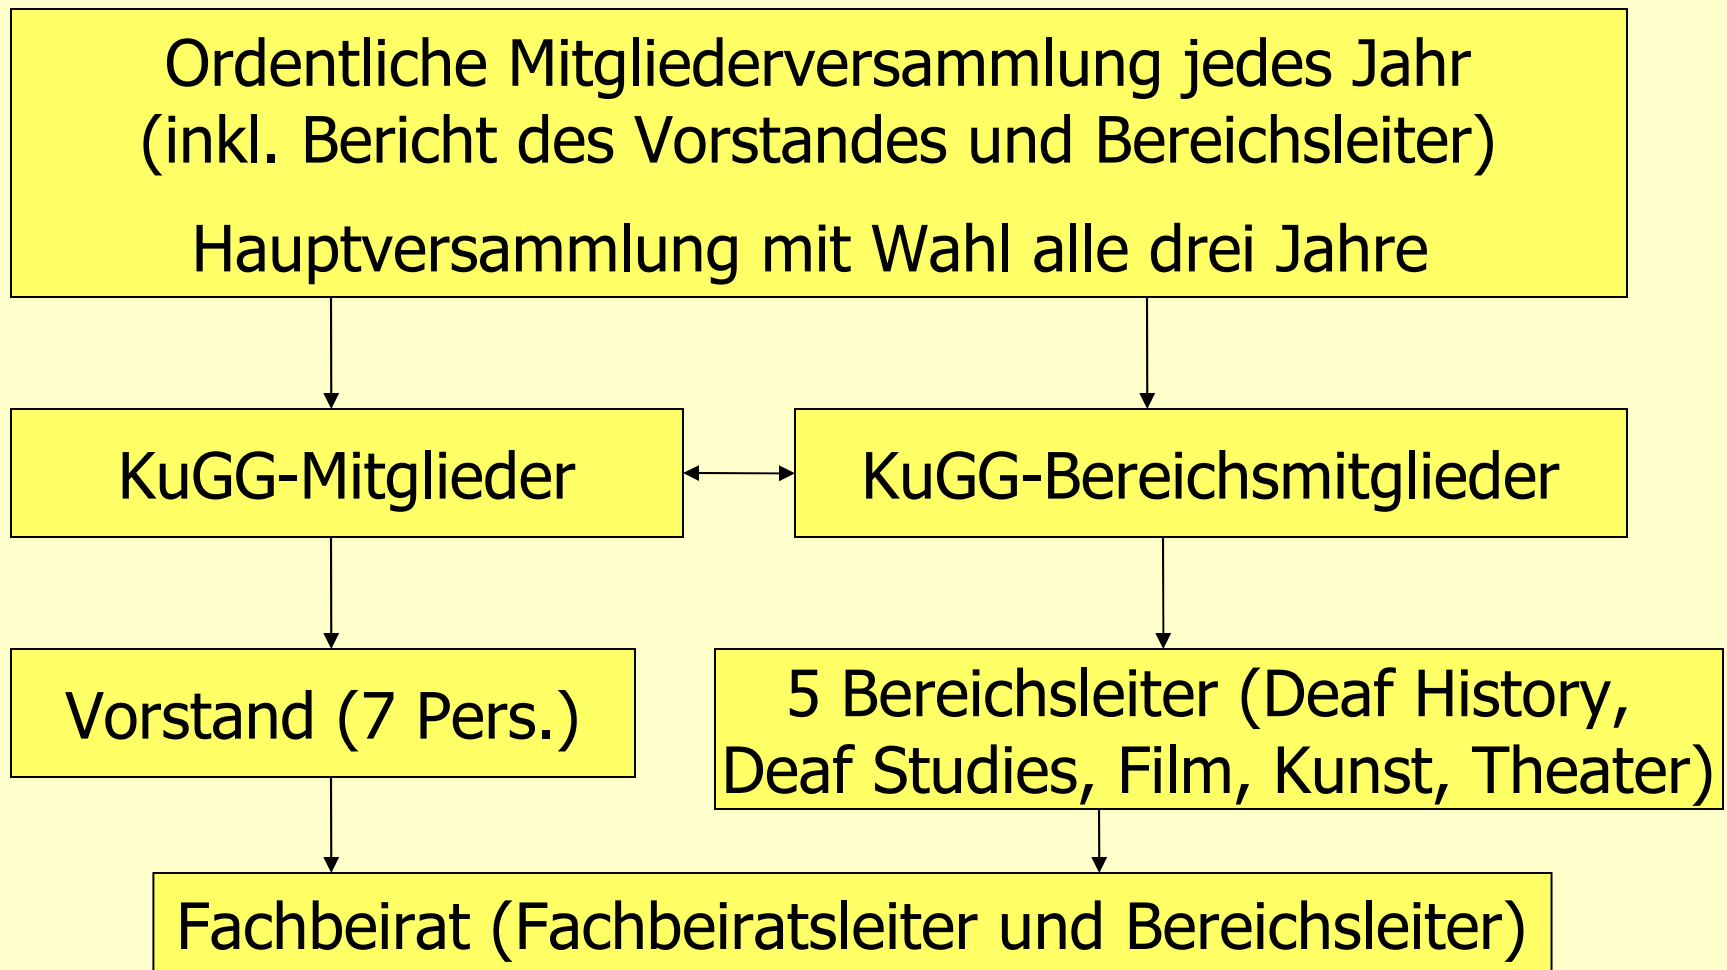 Ordentliche Mitgliederversammlung jedes Jahr
(inkl. Bericht des Vorstandes und Bereichsleiter)
Hauptversammlung mit Wahl alle drei Jahre
KuGG-Mitglieder
KuGG-Bereichsmitglieder
Vorstand (7 Pers.)
5 Bereichsleiter (Deaf History,
Deaf Studies, Film, Kunst, Theater)
Fachbeirat (Fachbeiratsleiter und Bereichsleiter)